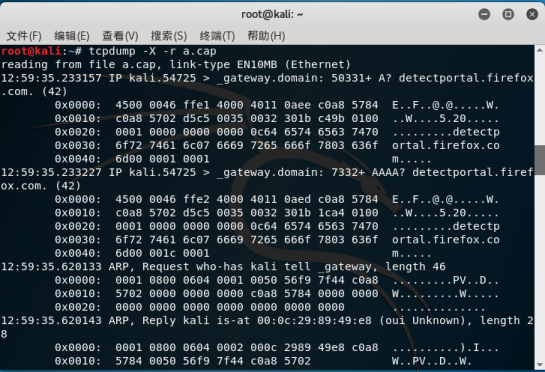 root@kali: ~
文件(F) 编辑(E) 查看(V) 搜索(S) 终端(T) 帮助(H)
root@kali:~# tcpdump -X -r a.cap
reading from file a.cap, link-type EN10MB (Ethernet)
12:59:35.233157 IP kali.54725 > _gateway.domain: 50331+ A? detectportal.firefox
.com. (42)
0x0000: 4500 0046 ffe1 4000 4011 0aee c0a8 5784 E..F..@.@.....W.
0x0010: c0a8 5702 d5c5 0035 0032 301b c49b 0100 ..W....5.20.....
0x0020: 0001 0000 0000 0000 0c64 6574 6563 7470 .........detectp
0x0030: 6f72 7461 6c07 6669 7265 666f 7803 636f ortal.firefox.co
0x0040: 6d00 0001 0001 m.....
12:59:35.233227 IP kali.54725 > _gateway.domain: 7332+ AAAA? detectportal.firef
ox.com. (42)
0x0000: 4500 0046 ffe2 4000 4011 0aed c0a8 5784 E..F..@.@.....W.
0x0010: c0a8 5702 d5c5 0035 0032 301b 1ca4 0100 ..W....5.20.....
0x0020: 0001 0000 0000 0000 0c64 6574 6563 7470 .........detectp
0x0030: 6f72 7461 6c07 6669 7265 666f 7803 636f ortal.firefox.co
0x0040: 6d00 001c 0001 m.....
12:59:35.620133 ARP, Request who-has kali tell _gateway, length 46
0x0000: 0001 0800 0604 0001 0050 56f9 7f44 c0a8 .........PV..D..
0x0010: 5702 0000 0000 0000 c0a8 5784 0000 0000 W.........W.....
0x0020: 0000 0000 0000 0000 0000 0000 0000 ..............
12:59:35.620143 ARP, Reply kali is-at 00:0c:29:89:49:e8 (oui Unknown), length 2
8
0x0000: 0001 0800 0604 0002 000c 2989 49e8 c0a8 ..........).I...
0x0010: 5784 0050 56f9 7f44 c0a8 5702 W..PV..D..W.